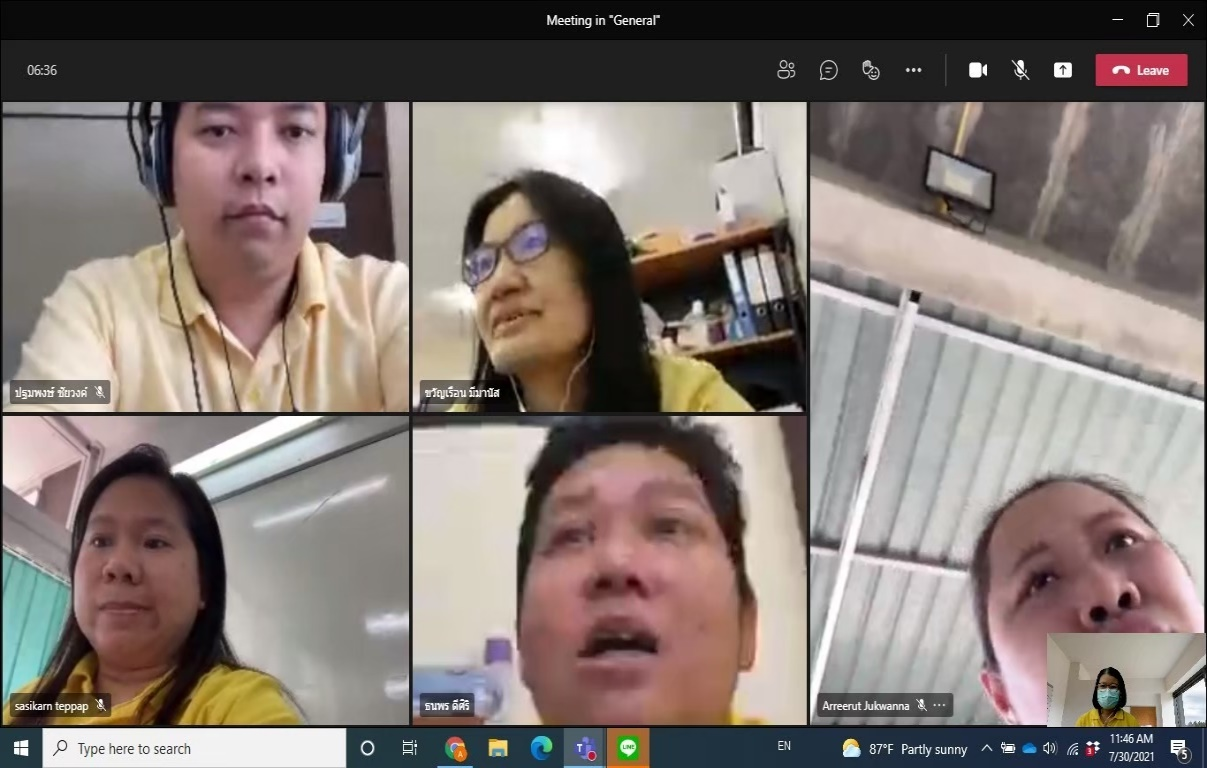 Meeting in "General"
06:36
Leave
ปฐมพงษ์ ชัยวงค์
ขวัญเรือน มีมานัส
sasikarn teppap
ธนพร ดีศิริ
Arreerut Jukwanna
Type here to search
EN
87°F Partly sunny
11:46 AM
7/30/2021
5